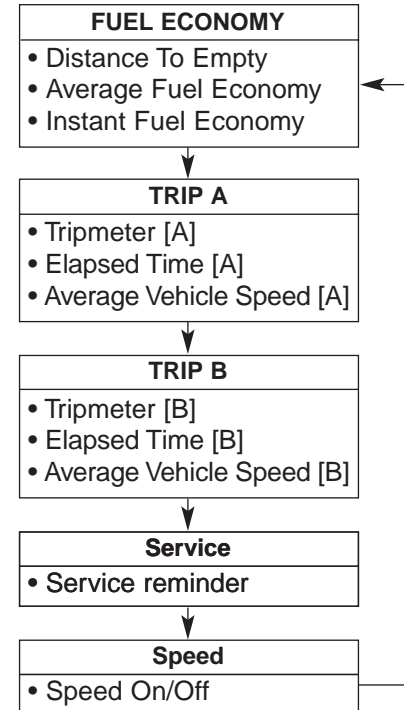 FUEL ECONOMY
• Distance To Empty
• Average Fuel Economy
• Instant Fuel Economy
TRIP A
• Tripmeter [A]
• Elapsed Time [A]
• Average Vehicle Speed [A]
TRIP B
• Tripmeter [B]
• Elapsed Time [B]
• Average Vehicle Speed [B]
Service
• Service reminder
Speed
• Speed On/Off